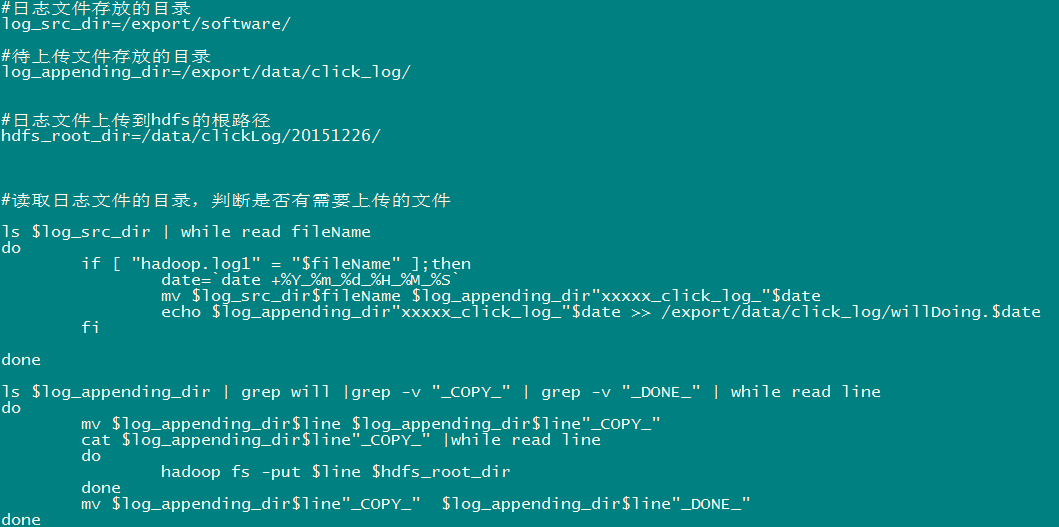 #日志文件存放的目录
log_src_dir=/export/software/
#待上传文件存放的目录
log_appending_dir=/export/data/click_log/
#日志文件上传到hdfs的根路径
hdfs_root_dir=/data/clickLog/20151226/
#读取日志文件的目录，判断是否有需要上传的文件
ls $log_src_dir | while read fileName
do
        if [ "hadoop.log1" = "$fileName" ];then
                date=`date +%Y_%m_%d_%H_%M_%S`
                mv $log_src_dir$fileName $log_appending_dir"xxxxx_click_log_"$date
                echo $log_appending_dir"xxxxx_click_log_"$date >> /export/data/click_log/willDoing.$date
        fi
done
ls $log_appending_dir | grep will |grep -v "_COPY_" | grep -v "_DONE_" | while read line
do
        mv $log_appending_dir$line $log_appending_dir$line"_COPY_"
        cat $log_appending_dir$line"_COPY_" |while read line
        do
                hadoop fs -put $line $hdfs_root_dir
        done
        mv $log_appending_dir$line"_COPY_"  $log_appending_dir$line"_DONE_"
done